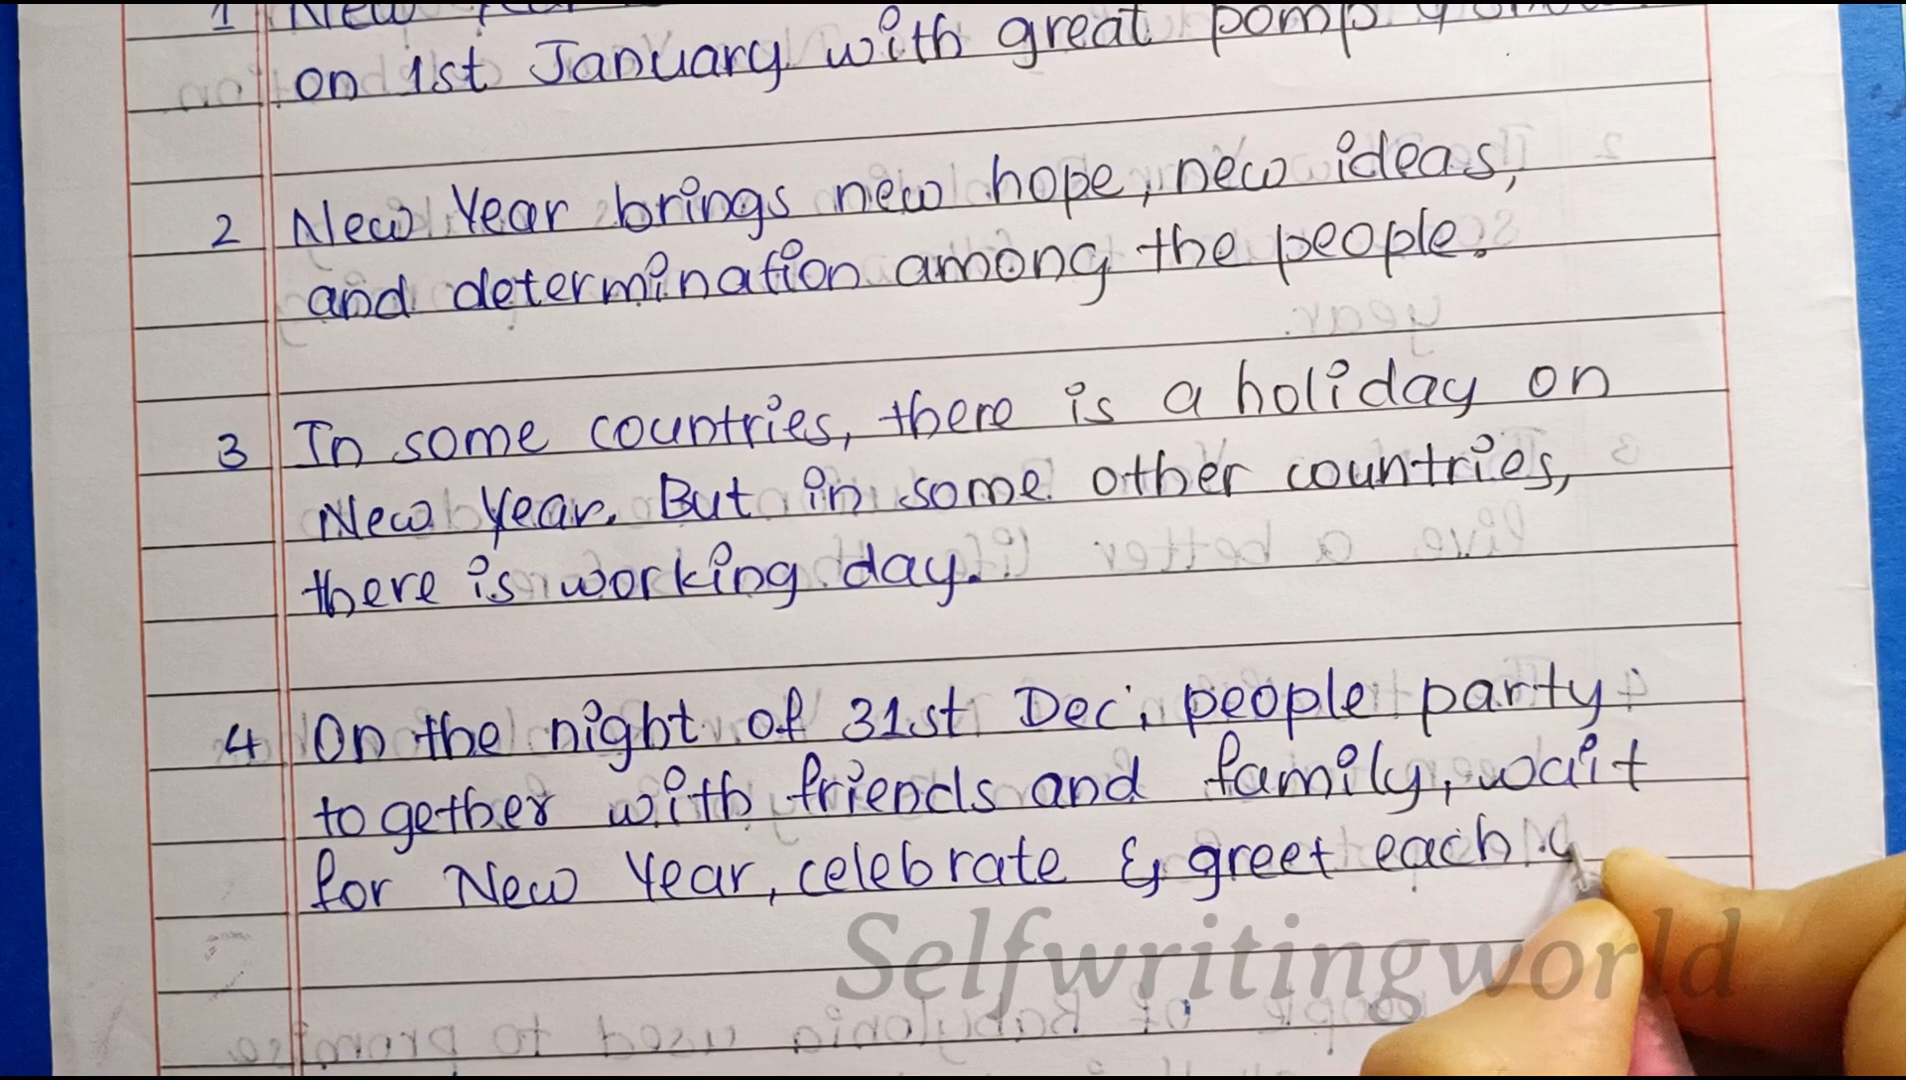 1 New
on 1st January with great pomp
2 New Year brings new hope, new ideas,
and determination among the people.
3 In some countries, there is a holiday on
New Year. But in some other countries,
there is working day.
4 On the night of 31st Dec, people party
together with friends and family, wait
for New Year, celebrate & greet each
Selfwritingworld